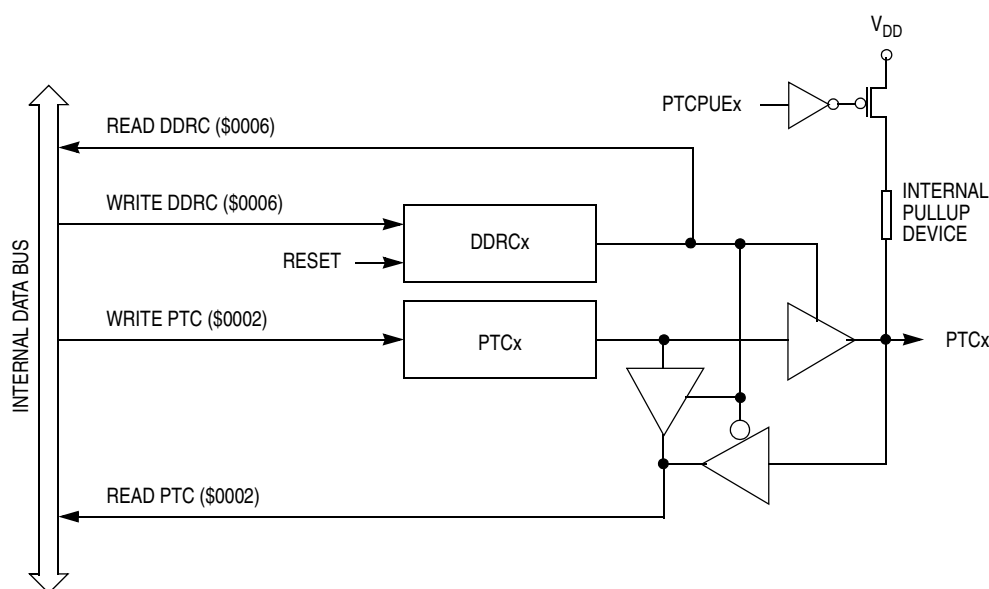 V_DD
PTCPUEx
READ DDRC ($0006)
WRITE DDRC ($0006)
INTERNAL
PULLUP
DEVICE
DDRCx
RESET
INTERNAL DATA BUS
WRITE PTC ($0002)
PTCx
PTCx
READ PTC ($0002)